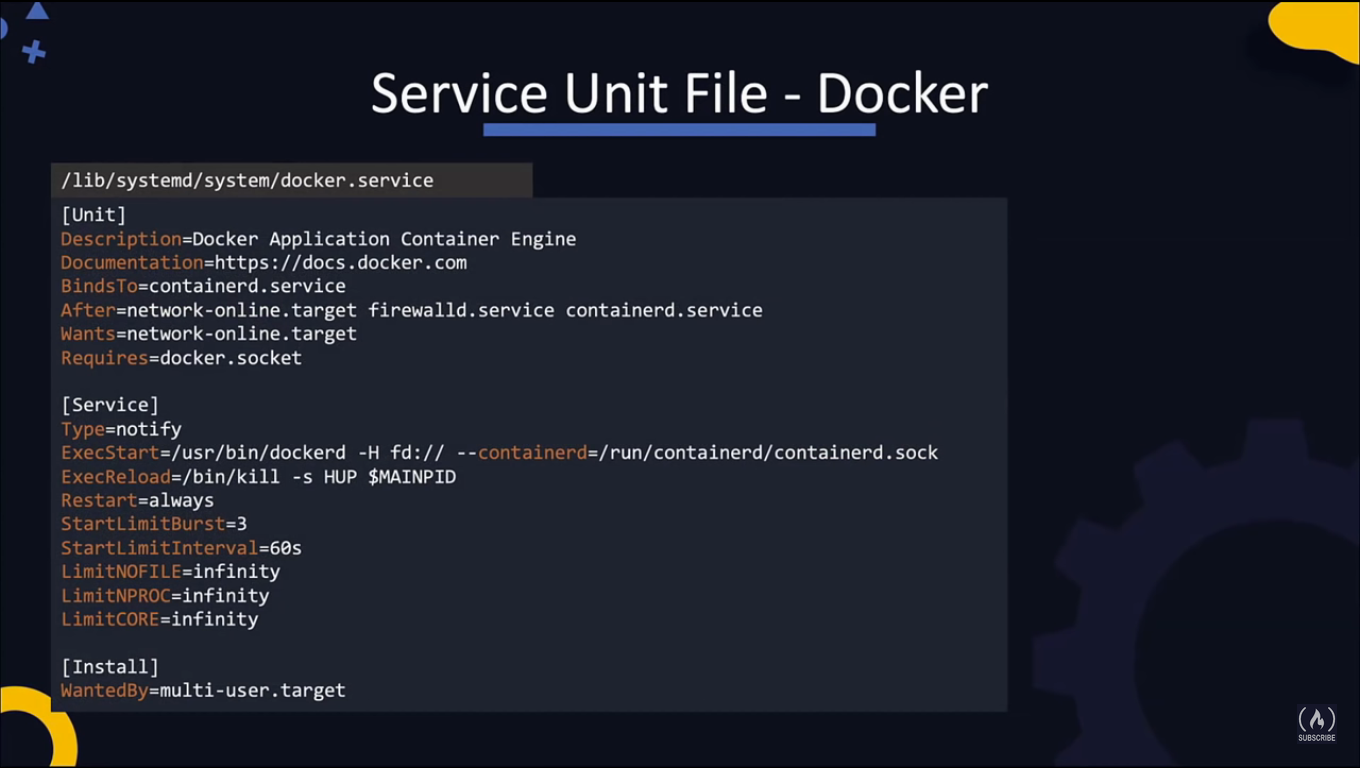 Service Unit File - Docker
/lib/systemd/system/docker.service
[Unit]
Description=Docker Application Container Engine
Documentation=https://docs.docker.com
BindsTo=containerd.service
After=network-online.target firewalld.service containerd.service
Wants=network-online.target
Requires=docker.socket
[Service]
Type=notify
ExecStart=/usr/bin/dockerd -H fd:// --containerd=/run/containerd/containerd.sock
ExecReload=/bin/kill -s HUP $MAINPID
Restart=always
StartLimitBurst=3
StartLimitInterval=60s
LimitNOFILE=infinity
LimitNPROC=infinity
LimitCORE=infinity
[Install]
WantedBy=multi-user.target
SUBSCRIBE